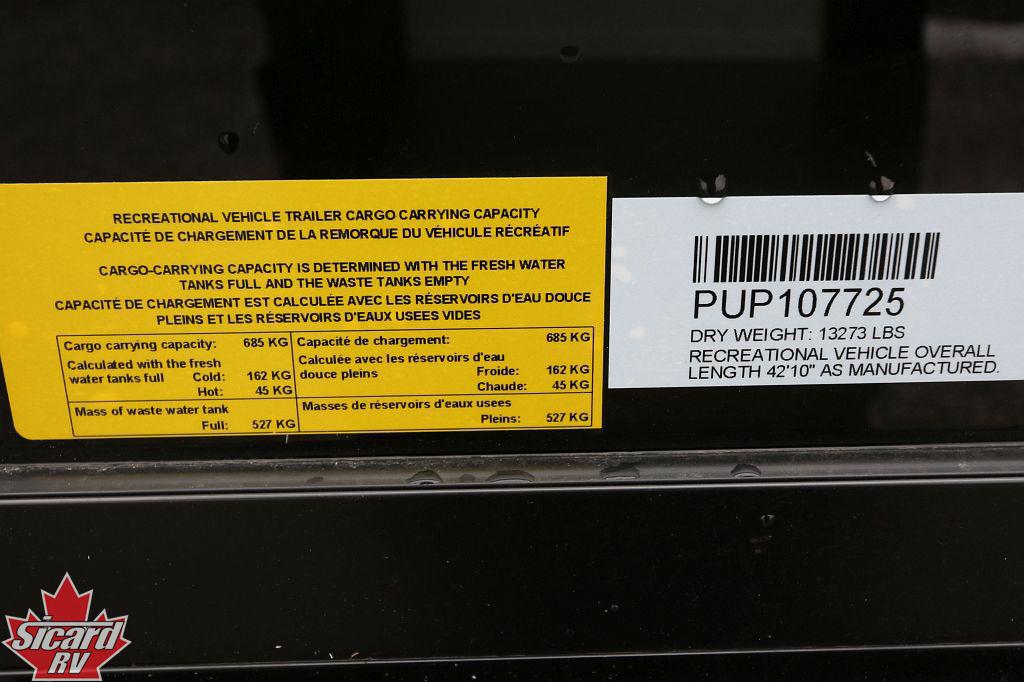 RECREATIONAL VEHICLE TRAILER CARGO CARRYING CAPACITY
CAPACITÉ DE CHARGEMENT DE LA REMORQUE DU VÉHICULE RÉCRÉATIF
CARGO-CARRYING CAPACITY IS DETERMINED WITH THE FRESH WATER
TANKS FULL AND THE WASTE TANKS EMPTY
CAPACITÉ DE CHARGEMENT EST CALCULÉE AVEC LES RÉSERVOIRS D'EAU DOUCE
PLEINS ET LES RÉSERVOIRS D'EAUX USEES VIDES
Cargo carrying capacity: 685 KG
Calculated with the fresh
water tanks full Cold: 162 KG
Hot: 45 KG
Mass of waste water tank
Full: 527 KG
Capacité de chargement: 685 KG
Calculée avec les réservoirs d'eau
douce pleins Froide: 162 KG
Chaude: 45 KG
Masses de réservoirs d'eaux usees
Pleins: 527 KG
PUP107725
DRY WEIGHT: 13273 LBS
RECREATIONAL VEHICLE OVERALL
LENGTH 42'10" AS MANUFACTURED.
Sicard
RV